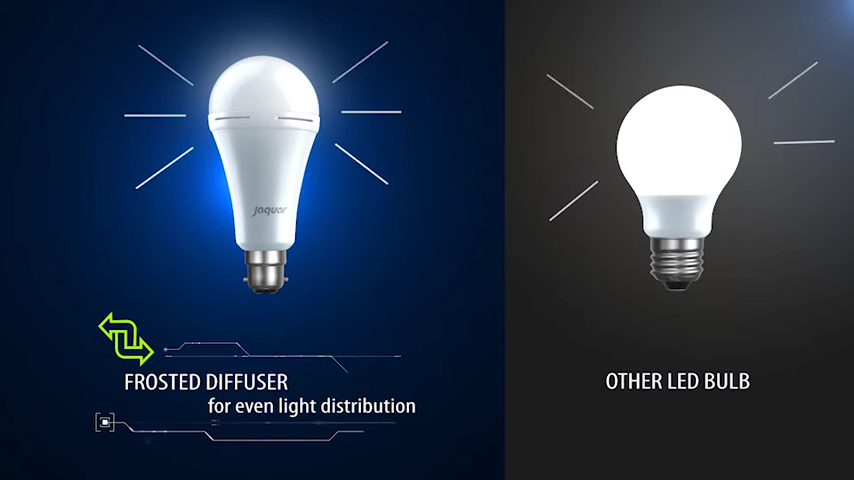 jaquar
FROSTED DIFFUSER
for even light distribution
OTHER LED BULB